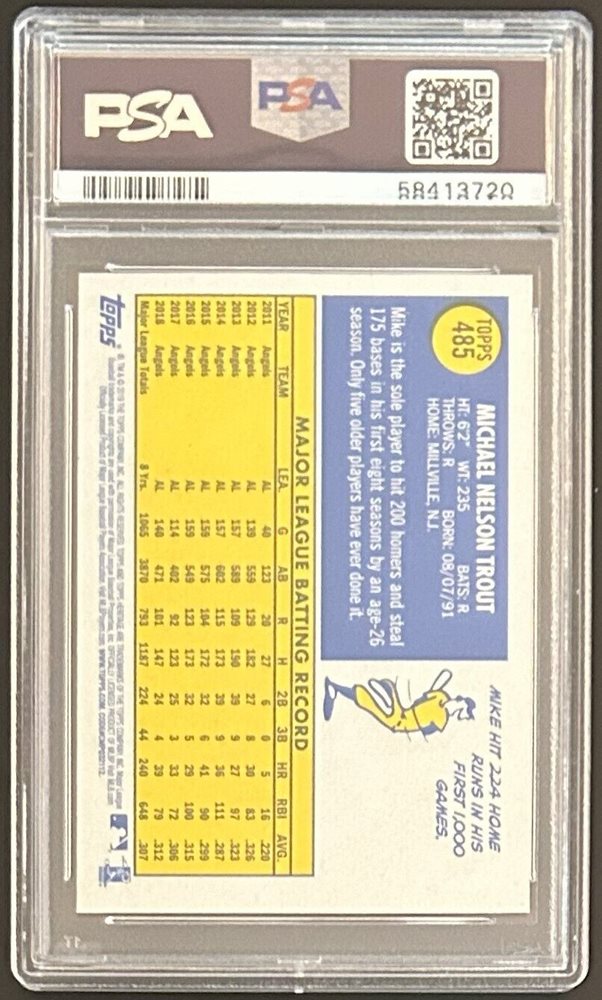 PSA
PSA
58413720
TOPPS
485
MICHAEL NELSON TROUT
HT: 6'2" WT: 235 BATS: R
THROWS: R BORN: 08/07/91
HOME: MILLVILLE, N.J.
Mike is the sole player to hit 200 homers and steal
175 bases in his first eight seasons by an age-26
season. Only five older players have ever done it.
MIKE HIT 224 HOME
RUNS IN HIS
FIRST 1,000
GAMES.
MAJOR LEAGUE BATTING RECORD
YEAR TEAM LEA. G AB R H 2B 3B HR RBI AVG.
2011 Angels AL 40 123 20 27 6 0 5 16 .220
2012 Angels AL 139 559 129 182 27 8 30 83 .326
2013 Angels AL 157 589 109 190 39 9 27 97 .323
2014 Angels AL 157 602 115 173 39 9 36 111 .287
2015 Angels AL 159 575 104 172 32 6 41 90 .299
2016 Angels AL 159 549 123 173 32 5 29 100 .315
2017 Angels AL 114 402 92 123 25 3 33 72 .306
2018 Angels AL 140 471 101 147 24 4 39 79 .312
Major League Totals 8 Yrs. 1065 3870 793 1187 224 44 240 648 .307
topps